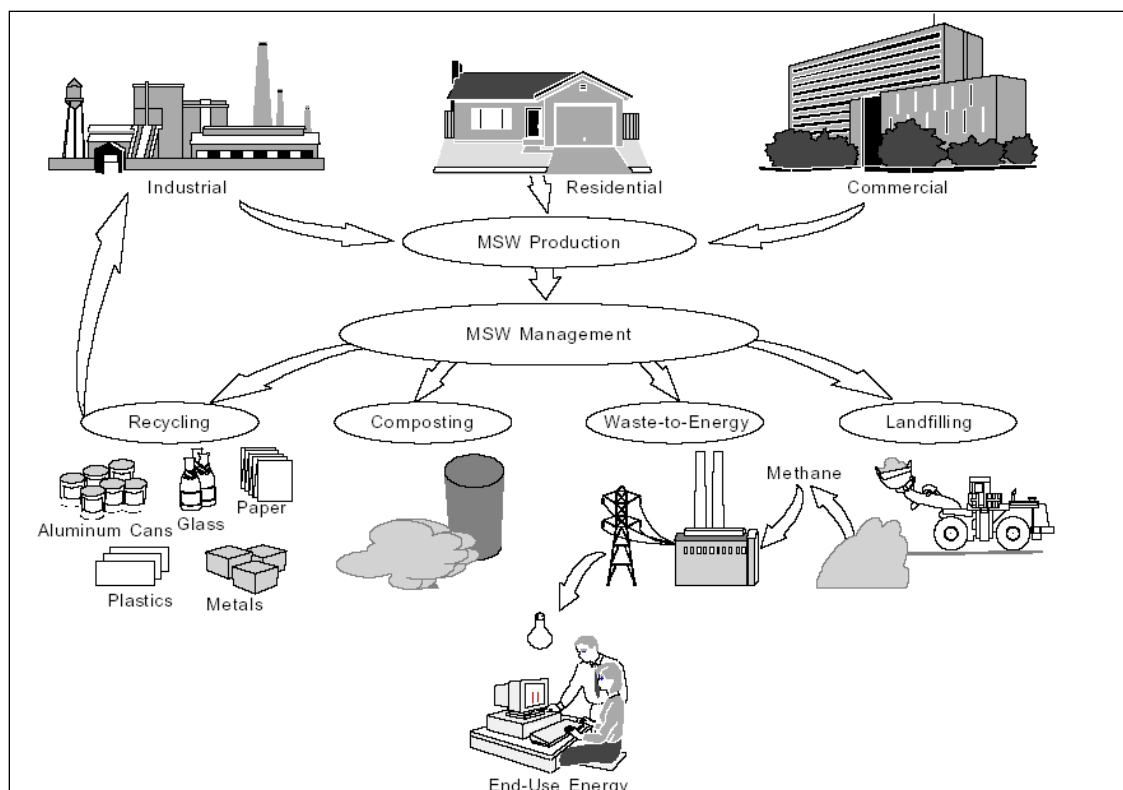 Industrial
Residential
Commercial
MSW Production
MSW Management
Recycling
Composting
Waste-to-Energy
Landfilling
Methane
Aluminum Cans
Glass
Paper
Plastics
Metals
End-Use Energy